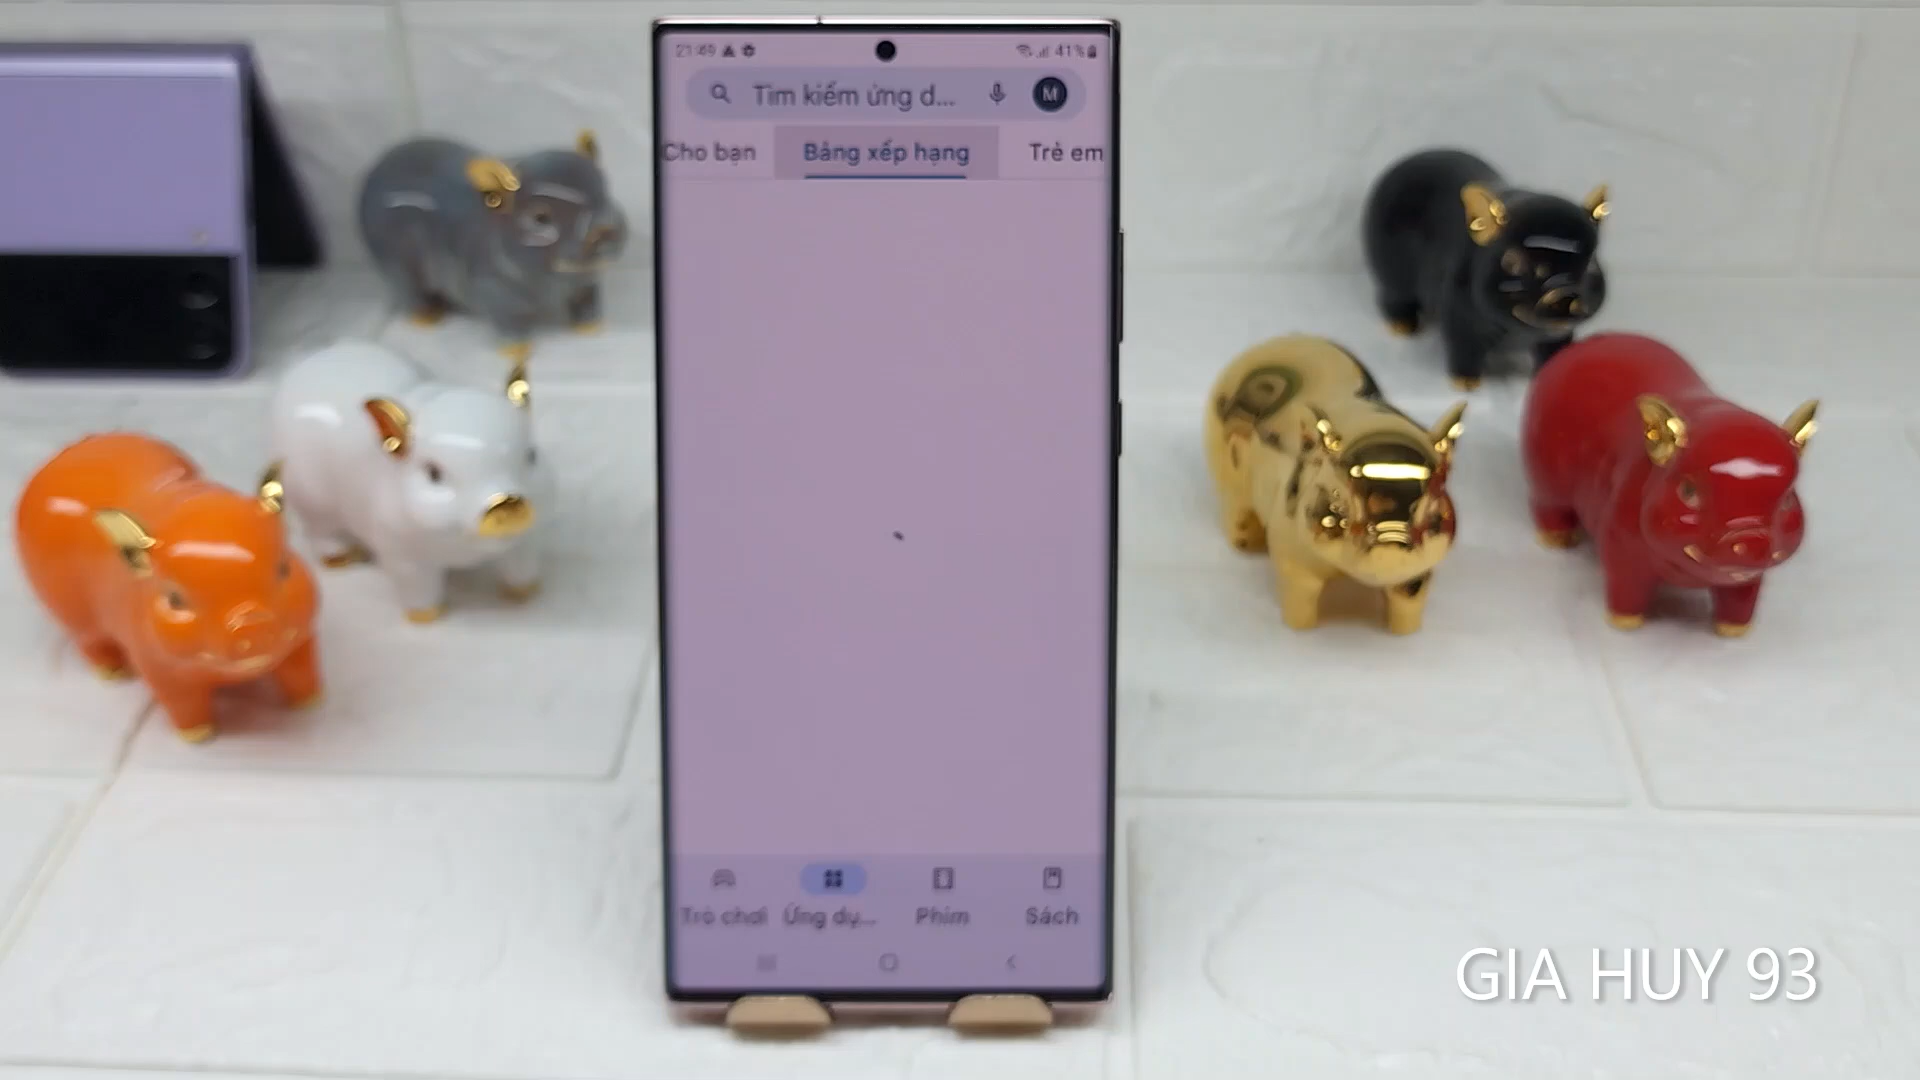 21:49 41%
Tìm kiếm ứng d... M
Cho bạn Bảng xếp hạng Trẻ em
Trò chơi Ứng dụ... Phim Sách
GIA HUY 93